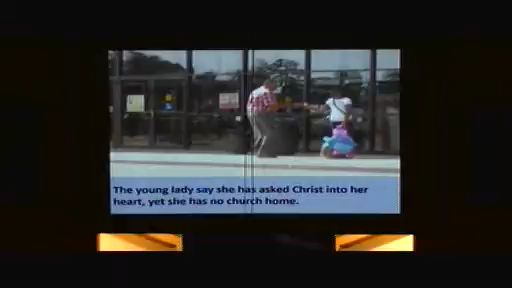 The young lady say she has asked Christ into her
heart, yet she has no church home.